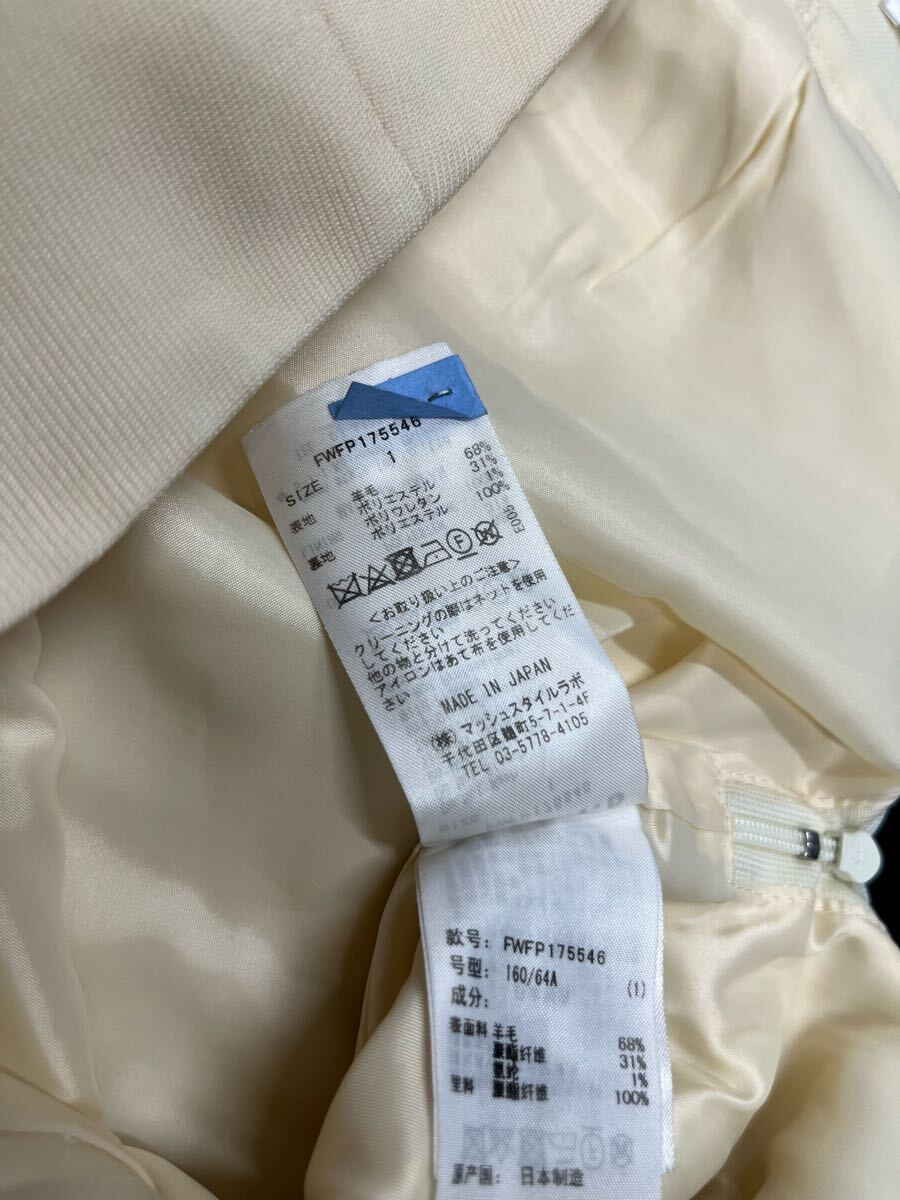 FWFP175546
SIZE 1
表地 羊毛 68%
ポリエステル 31%
ポリウレタン 1%
裏地 ポリエステル 100%
E005
F
<お取り扱い上のご注意>
クリーニングの際はネットを使用
してください
他の物と分けて洗ってください
アイロンはあて布を使用してくだ
さい
MADE IN JAPAN
(株)マッシュスタイルラボ
千代田区麹町5-7-1-4F
TEL 03-5778-4105
款号: FWFP175546
号型: 160/64A (1)
成分:
表面料 羊毛 68%
聚酯纤维 31%
氨纶 1%
里料 聚酯纤维 100%
原产国: 日本制造